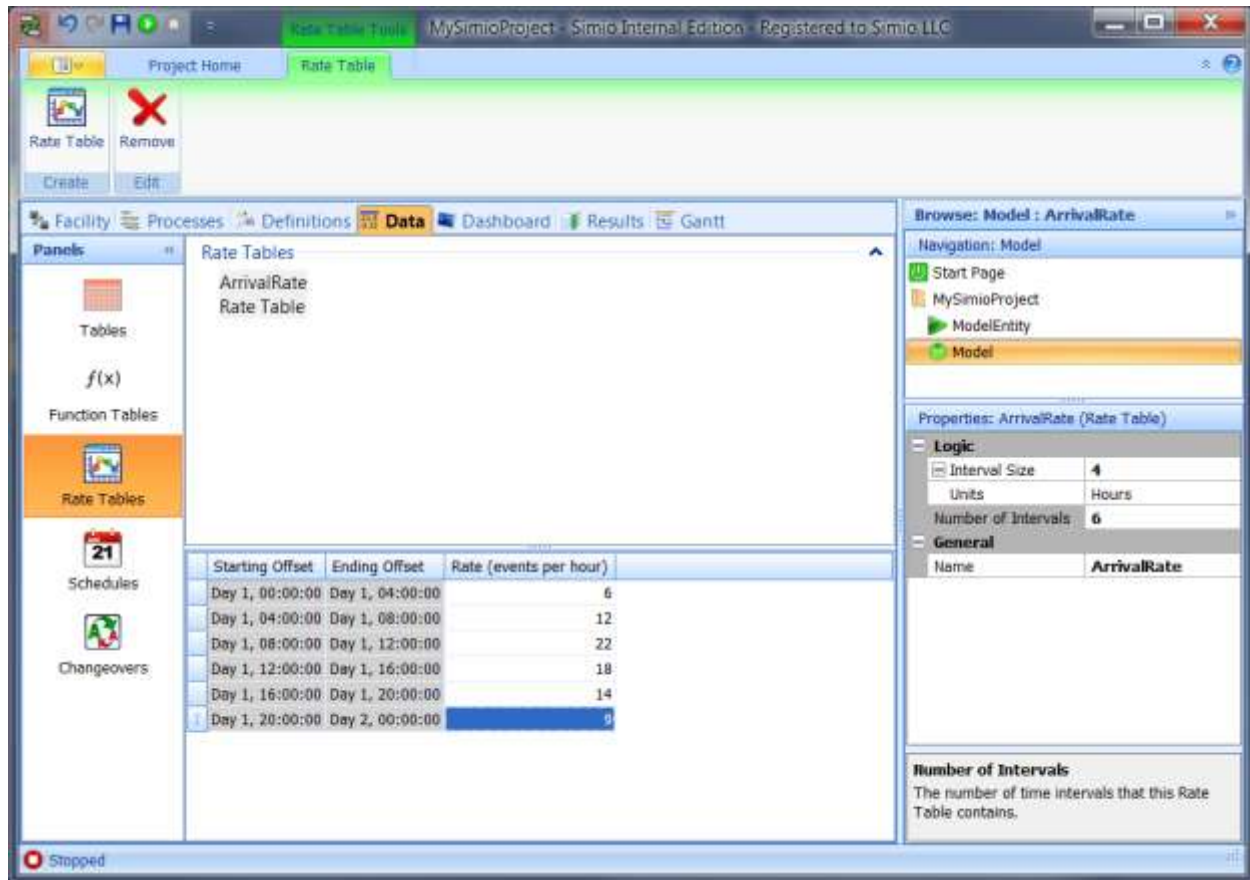 Rate Table Tools MySimioProject - Simio Internal Edition - Registered to Simio LLC
Project Home Rate Table
Rate Table Remove
Create Edit
Facility Processes Definitions Data Dashboard Results Gantt
Panels
Tables
f(x)
Function Tables
Rate Tables
21
Schedules
Changeovers
Rate Tables
ArrivalRate
Rate Table
Starting Offset Ending Offset Rate (events per hour)
Day 1, 00:00:00 Day 1, 04:00:00 6
Day 1, 04:00:00 Day 1, 08:00:00 12
Day 1, 08:00:00 Day 1, 12:00:00 22
Day 1, 12:00:00 Day 1, 16:00:00 18
Day 1, 16:00:00 Day 1, 20:00:00 14
Day 1, 20:00:00 Day 2, 00:00:00 9
Browse: Model : ArrivalRate
Navigation: Model
Start Page
MySimioProject
ModelEntity
Model
Properties: ArrivalRate (Rate Table)
Logic
Interval Size 4
Units Hours
Number of Intervals 6
General
Name ArrivalRate
Number of Intervals
The number of time intervals that this Rate
Table contains.
Stopped